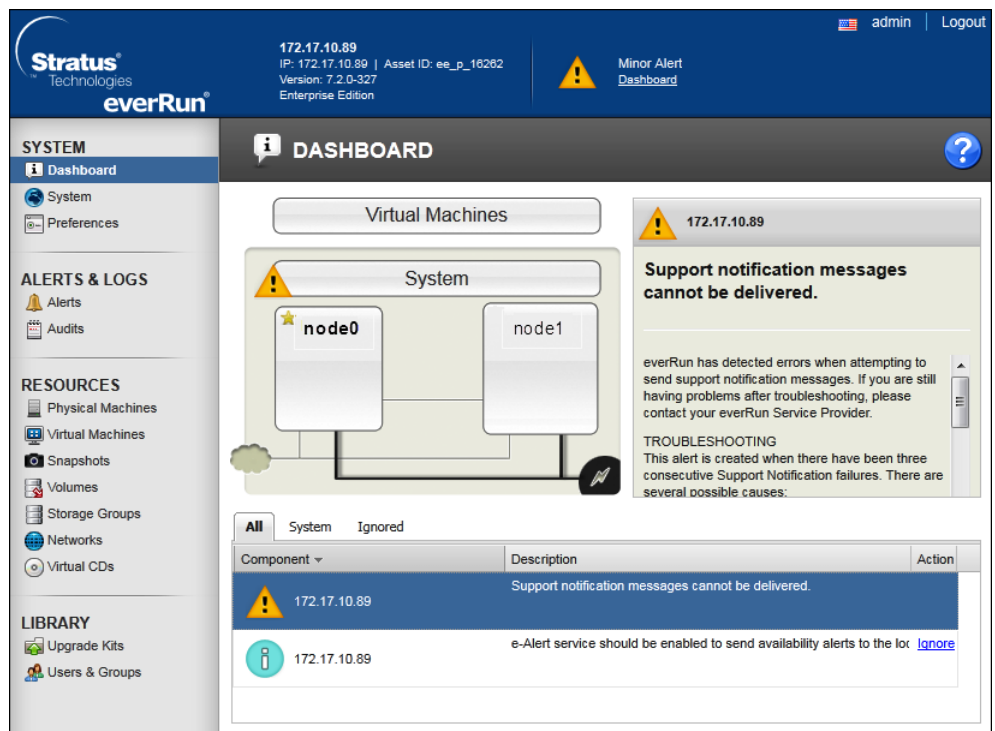 admin | Logout
Stratus®
™ Technologies
everRun®
172.17.10.89
IP: 172.17.10.89 | Asset ID: ee_p_16262
Version: 7.2.0-327
Enterprise Edition
Minor Alert
Dashboard
SYSTEM
Dashboard
System
Preferences
ALERTS & LOGS
Alerts
Audits
RESOURCES
Physical Machines
Virtual Machines
Snapshots
Volumes
Storage Groups
Networks
Virtual CDs
LIBRARY
Upgrade Kits
Users & Groups
DASHBOARD
?
Virtual Machines
System
node0
node1
172.17.10.89
Support notification messages
cannot be delivered.
everRun has detected errors when attempting to
send support notification messages. If you are still
having problems after troubleshooting, please
contact your everRun Service Provider.
TROUBLESHOOTING
This alert is created when there have been three
consecutive Support Notification failures. There are
several possible causes:
All System Ignored
Component Description Action
172.17.10.89 Support notification messages cannot be delivered.
172.17.10.89 e-Alert service should be enabled to send availability alerts to the loc Ignore